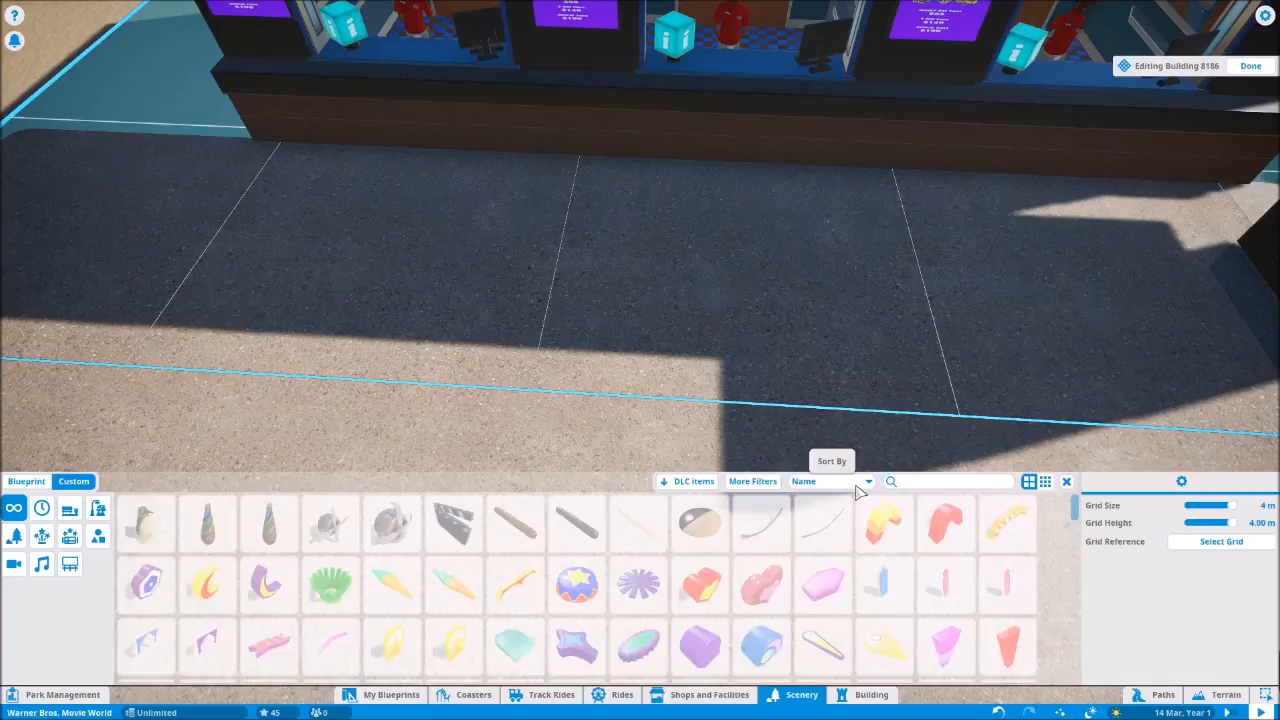 Editing Building 8186 Done
Sort By
Blueprint Custom
DLC items More Filters Name
Grid Size 4 m
Grid Height 4.00 m
Grid Reference Select Grid
Park Management My Blueprints Coasters Track Rides Rides Shops and Facilities Scenery Building Paths Terrain
Warner Bros. Movie World Unlimited 45 0 14 Mar, Year 1